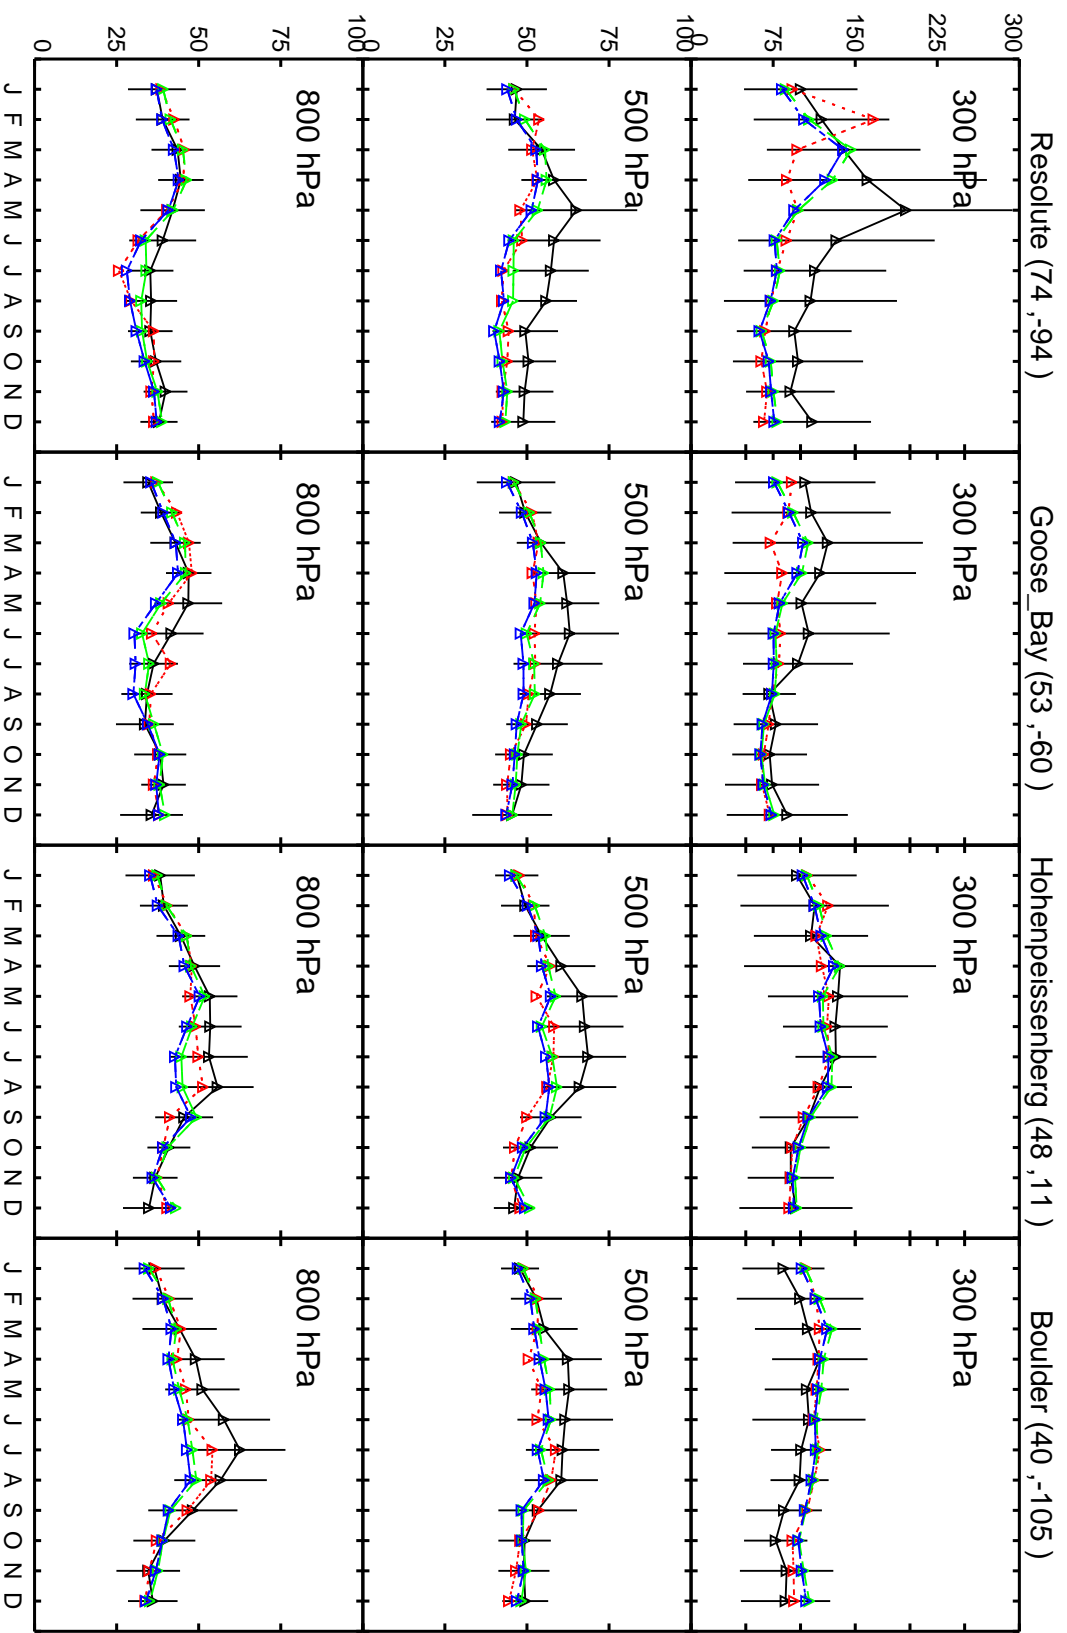 Resolute (74 ,-94 )
Goose_Bay (53 ,-60 )
Hohenpeissenberg (48 ,11 )
Boulder (40 ,-105 )
300
225
150
75
0
300 hPa
300 hPa
300 hPa
300 hPa
100
75
50
25
0
500 hPa
500 hPa
500 hPa
500 hPa
100
75
50
25
0
800 hPa
800 hPa
800 hPa
800 hPa
J F M A M J J A S O N D
J F M A M J J A S O N D
J F M A M J J A S O N D
J F M A M J J A S O N D